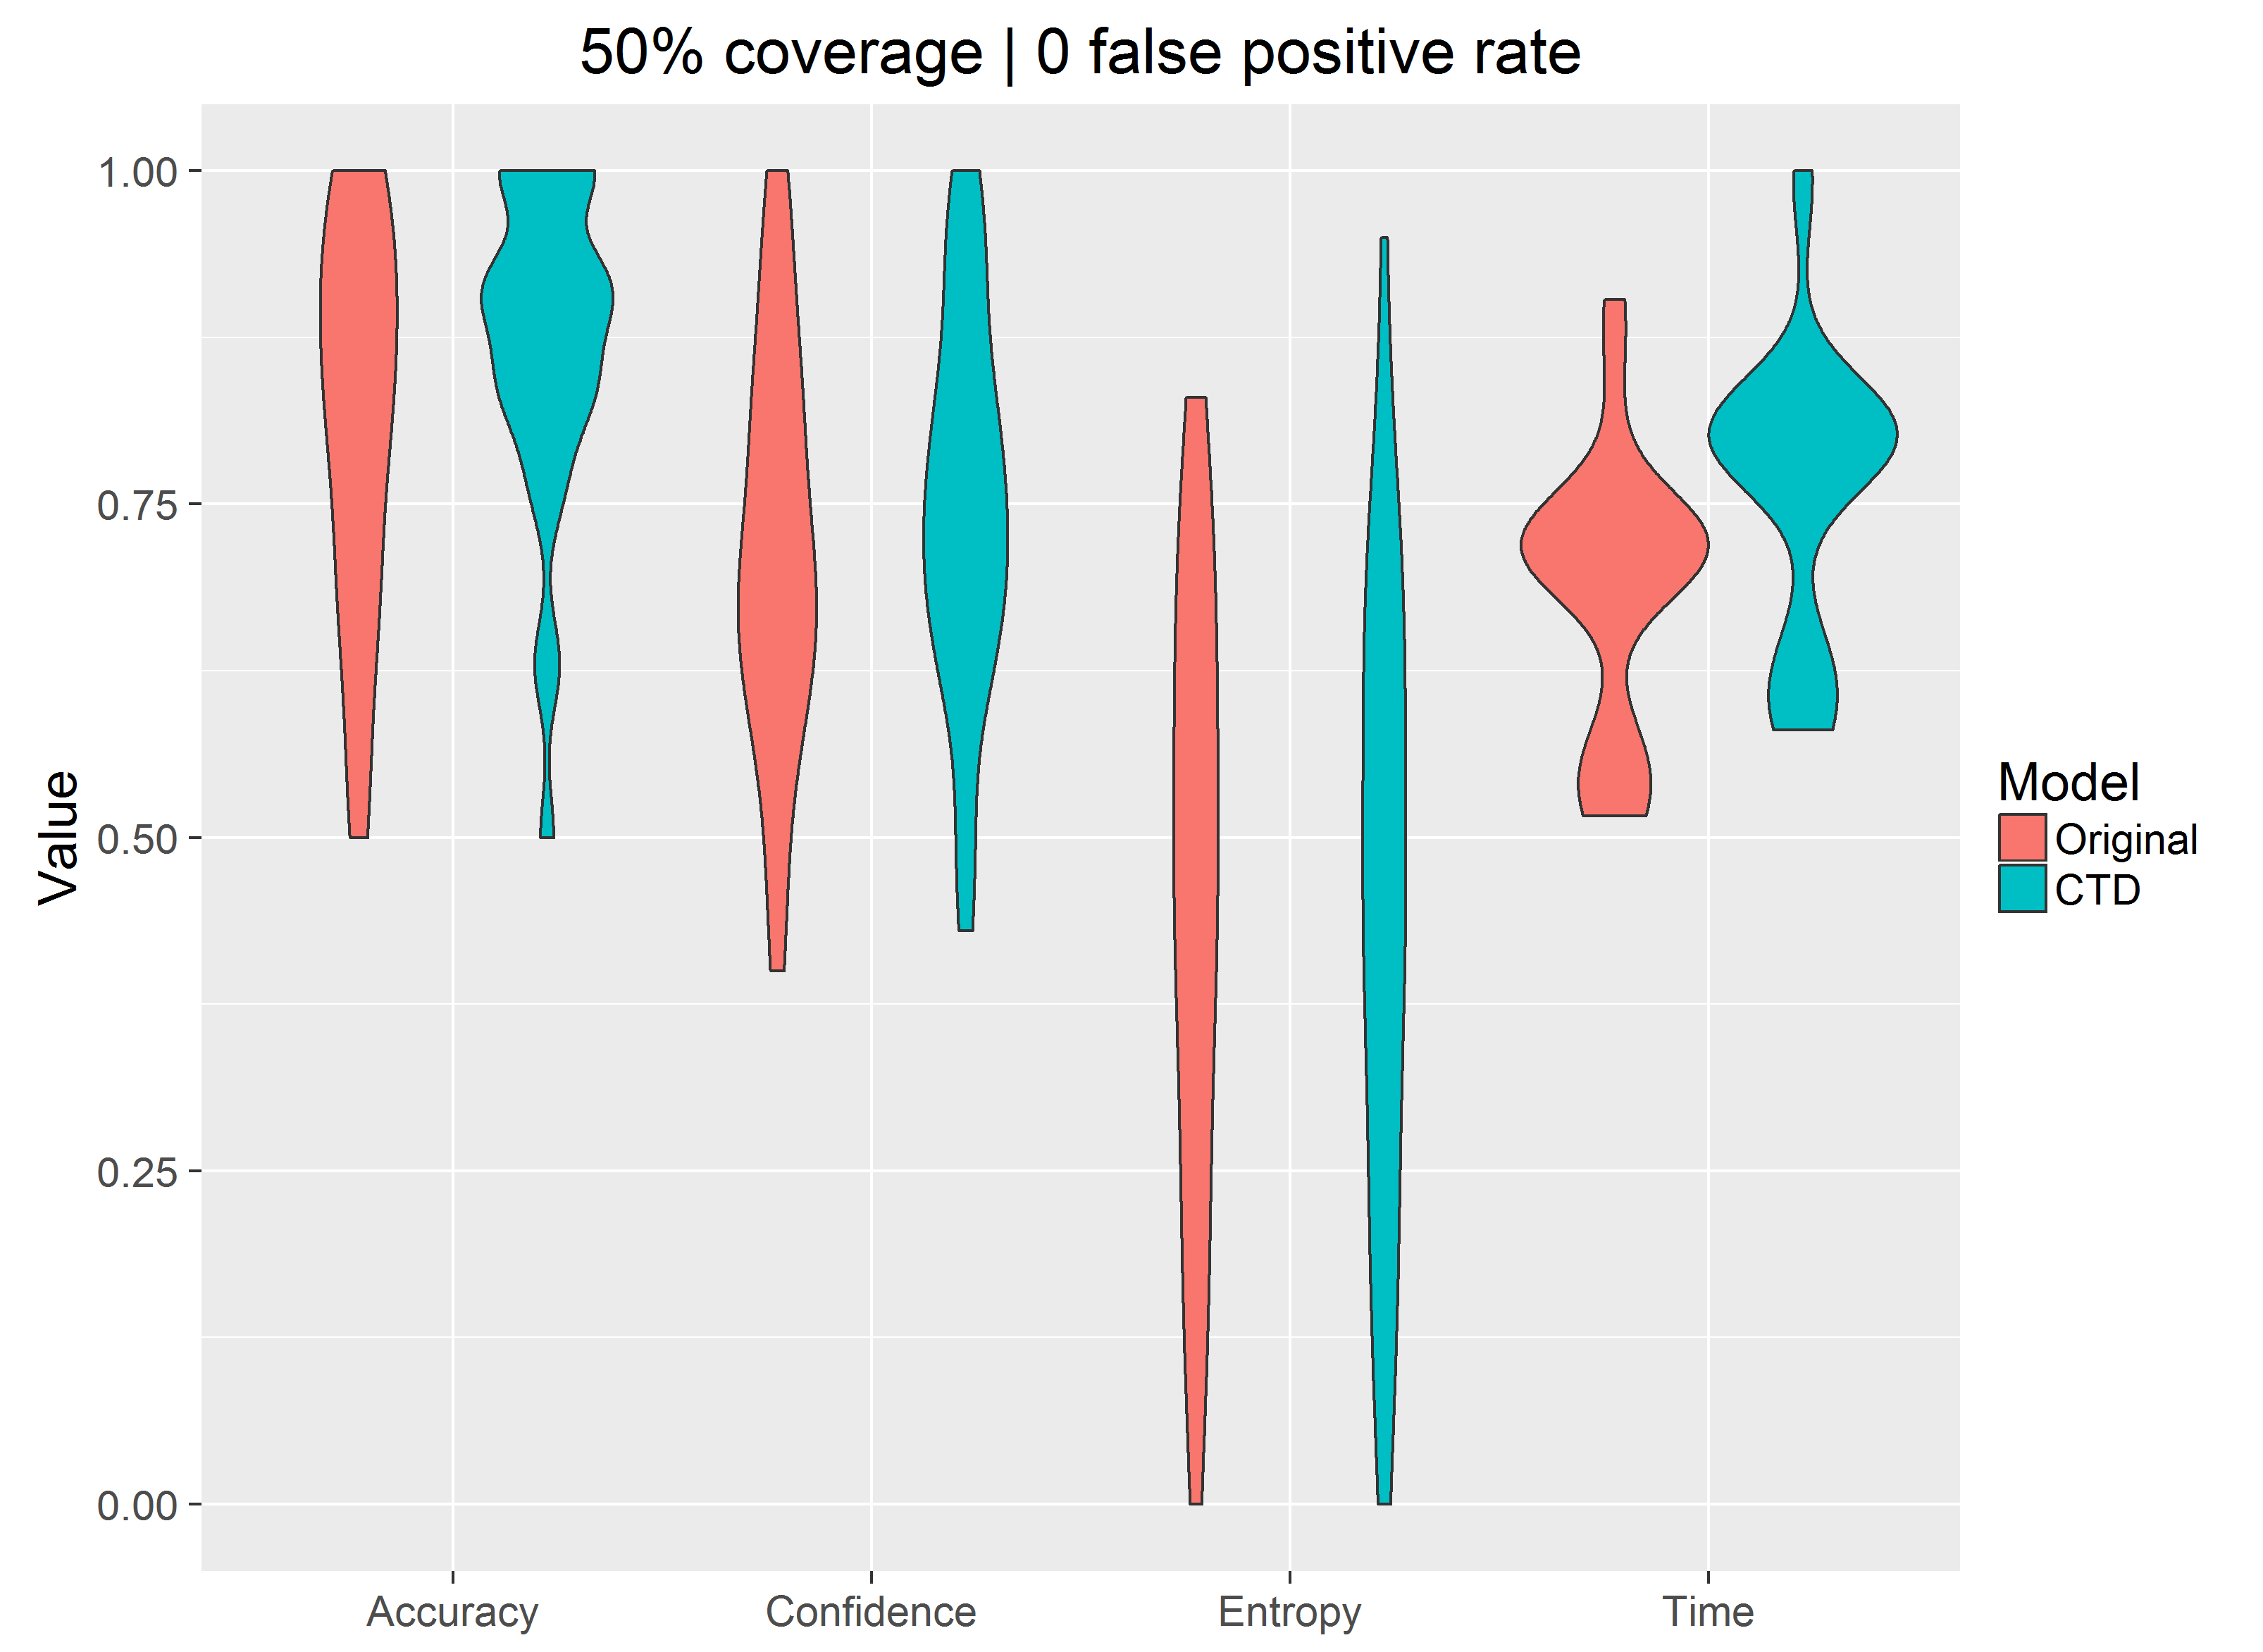 50% coverage | 0 false positive rate
Value
1.00
0.75
0.50
0.25
0.00
Accuracy
Confidence
Entropy
Time
Model
Original
CTD